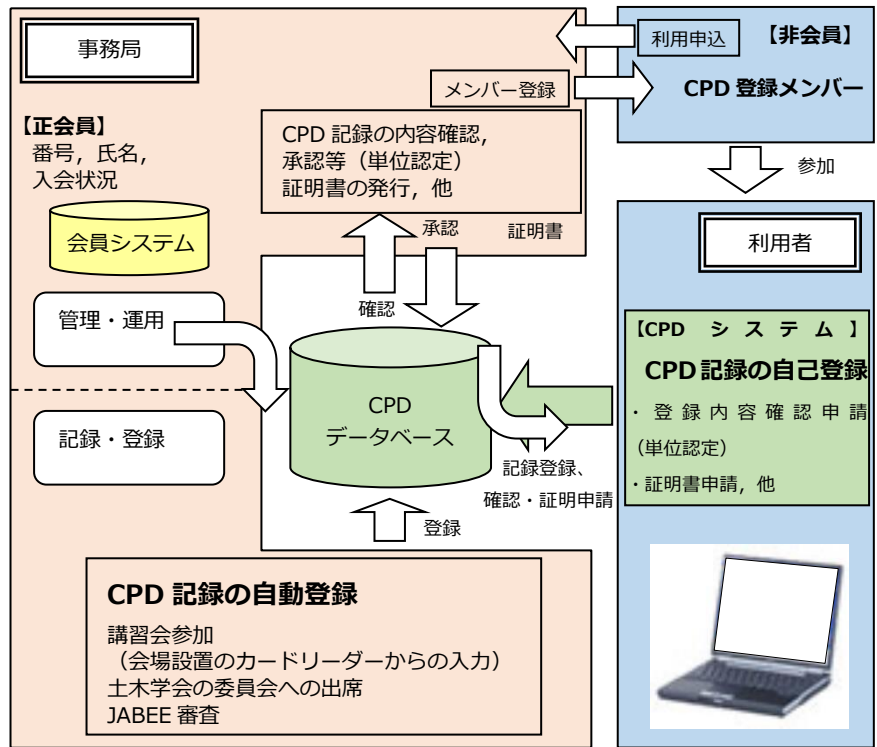 事務局
【正会員】
番号，氏名，
入会状況
会員システム
管理・運用
記録・登録
利用申込
【非会員】
メンバー登録
CPD 登録メンバー
CPD 記録の内容確認，
承認等（単位認定）
証明書の発行，他
承認
証明書
確認
参加
利用者
【CPD システム】
CPD 記録の自己登録
・登録内容確認申請
（単位認定）
・証明書申請，他
CPD
データベース
記録登録、
確認・証明申請
登録
CPD 記録の自動登録
講習会参加
（会場設置のカードリーダーからの入力）
土木学会の委員会への出席
JABEE 審査